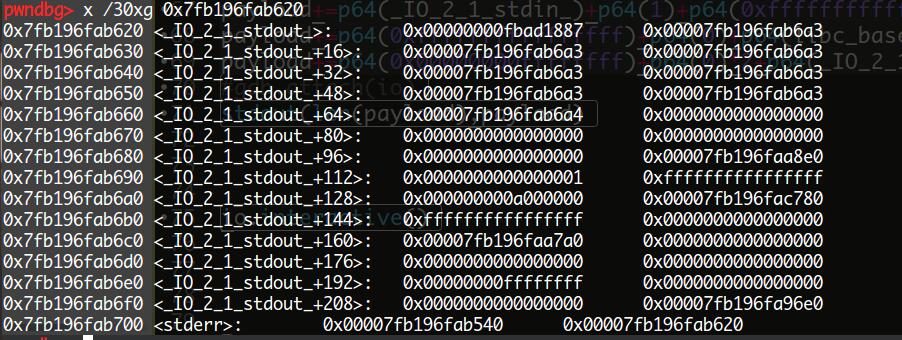 pwndbg> x /30xg 0x7fb196fab620
0x7fb196fab620 <_IO_2_1_stdout_>: 0x00000000fbad1887 0x00007fb196fab6a3
0x7fb196fab630 <_IO_2_1_stdout_+16>: 0x00007fb196fab6a3 0x00007fb196fab6a3
0x7fb196fab640 <_IO_2_1_stdout_+32>: 0x00007fb196fab6a3 0x00007fb196fab6a3
0x7fb196fab650 <_IO_2_1_stdout_+48>: 0x00007fb196fab6a3 0x00007fb196fab6a3
0x7fb196fab660 <_IO_2_1_stdout_+64>: 0x00007fb196fab6a4 0x0000000000000000
0x7fb196fab670 <_IO_2_1_stdout_+80>: 0x0000000000000000 0x0000000000000000
0x7fb196fab680 <_IO_2_1_stdout_+96>: 0x0000000000000000 0x00007fb196faa8e0
0x7fb196fab690 <_IO_2_1_stdout_+112>: 0x0000000000000001 0xffffffffffffffff
0x7fb196fab6a0 <_IO_2_1_stdout_+128>: 0x000000000a000000 0x00007fb196fac780
0x7fb196fab6b0 <_IO_2_1_stdout_+144>: 0xffffffffffffffff 0x0000000000000000
0x7fb196fab6c0 <_IO_2_1_stdout_+160>: 0x00007fb196faa7a0 0x0000000000000000
0x7fb196fab6d0 <_IO_2_1_stdout_+176>: 0x0000000000000000 0x0000000000000000
0x7fb196fab6e0 <_IO_2_1_stdout_+192>: 0x00000000ffffffff 0x0000000000000000
0x7fb196fab6f0 <_IO_2_1_stdout_+208>: 0x0000000000000000 0x00007fb196fa96e0
0x7fb196fab700 <stderr>: 0x00007fb196fab540 0x00007fb196fab620